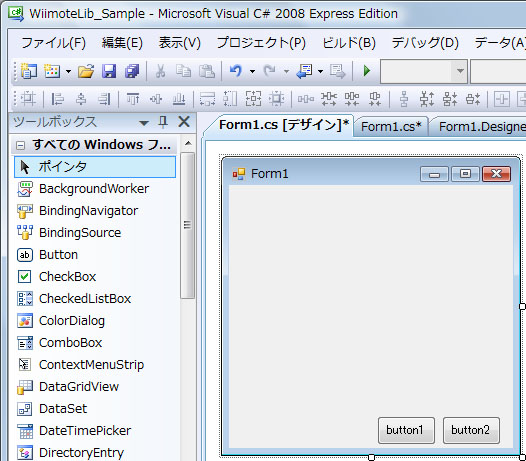 WiimoteLib_Sample - Microsoft Visual C# 2008 Express Edition
ファイル(F) 編集(E) 表示(V) プロジェクト(P) ビルド(B) デバッグ(D) データ(A)
ツールボックス
Form1.cs [デザイン]* Form1.cs* Form1.Designe
すべての Windows フ...
ポインタ
Form1
BackgroundWorker
BindingNavigator
BindingSource
Button
CheckBox
CheckedListBox
ColorDialog
ComboBox
ContextMenuStrip
DataGridView
DataSet
DateTimePicker
button1 button2
DirectoryEntry